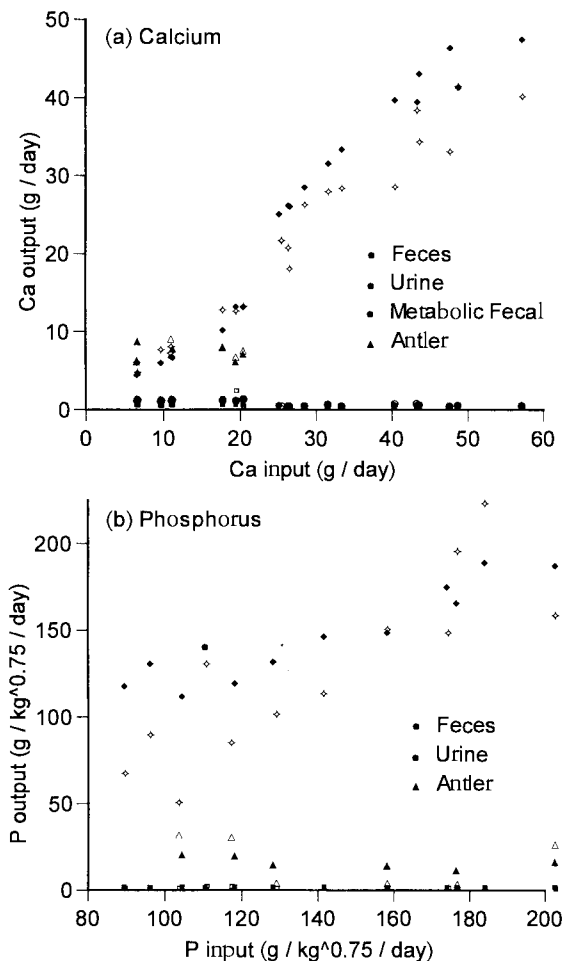 (a) Calcium
50
40
30
20
10
0
Ca output (g / day)
Feces
Urine
Metabolic Fecal
Antler
0 10 20 30 40 50 60
Ca input (g / day)
(b) Phosphorus
200
150
100
50
0
P output (g / kg^0.75 / day)
Feces
Urine
Antler
80 100 120 140 160 180 200
P input (g / kg^0.75 / day)